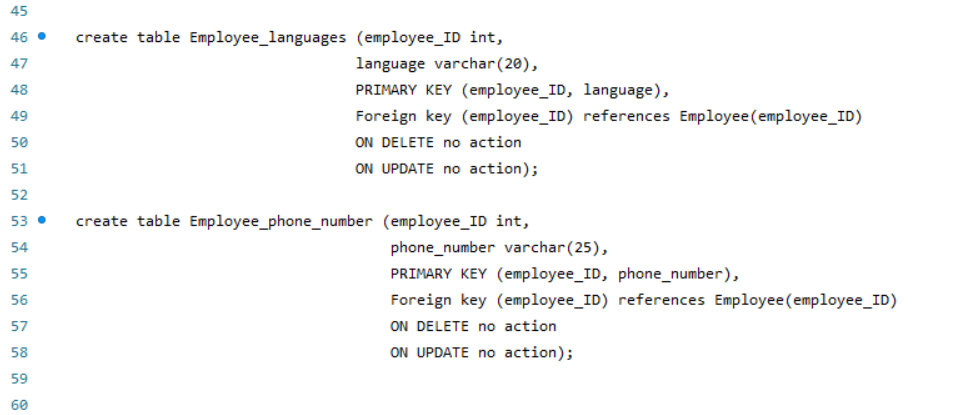 45
46 create table Employee_languages (employee_ID int,
47 language varchar(20),
48 PRIMARY KEY (employee_ID, language),
49 Foreign key (employee_ID) references Employee(employee_ID)
50 ON DELETE no action
51 ON UPDATE no action);
52
53 create table Employee_phone_number (employee_ID int,
54 phone_number varchar(25),
55 PRIMARY KEY (employee_ID, phone_number),
56 Foreign key (employee_ID) references Employee(employee_ID)
57 ON DELETE no action
58 ON UPDATE no action);
59
60